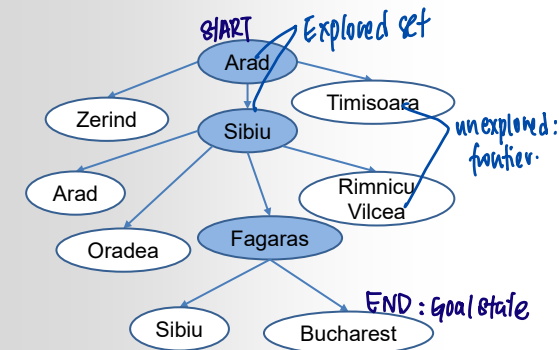 START
Explored set
Arad
Zerind
Timisoara
Sibiu
unexplored:
frontier.
Arad
Rimnicu
Vilcea
Oradea
Fagaras
END: Goal State
Sibiu
Bucharest